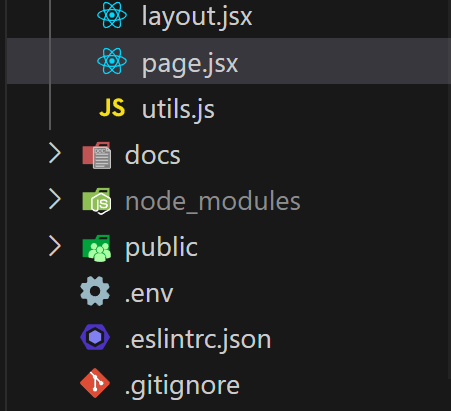 layout.jsx
page.jsx
JS utils.js
docs
node_modules
public
.env
.eslintrc.json
.gitignore